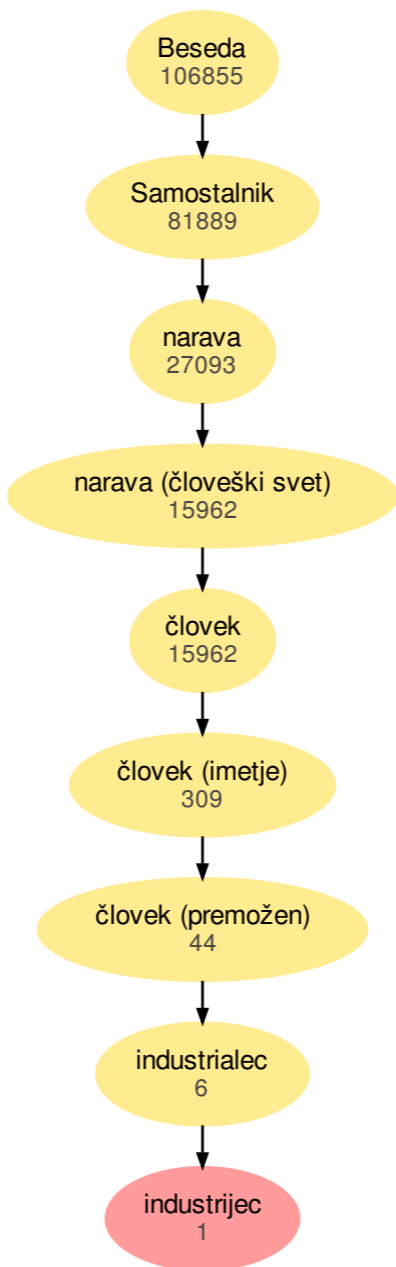 Beseda
106855
Samostalnik
81889
narava
27093
narava (človeški svet)
15962
človek
15962
človek (imetje)
309
človek (premožen)
44
industrialec
6
industrijec
1